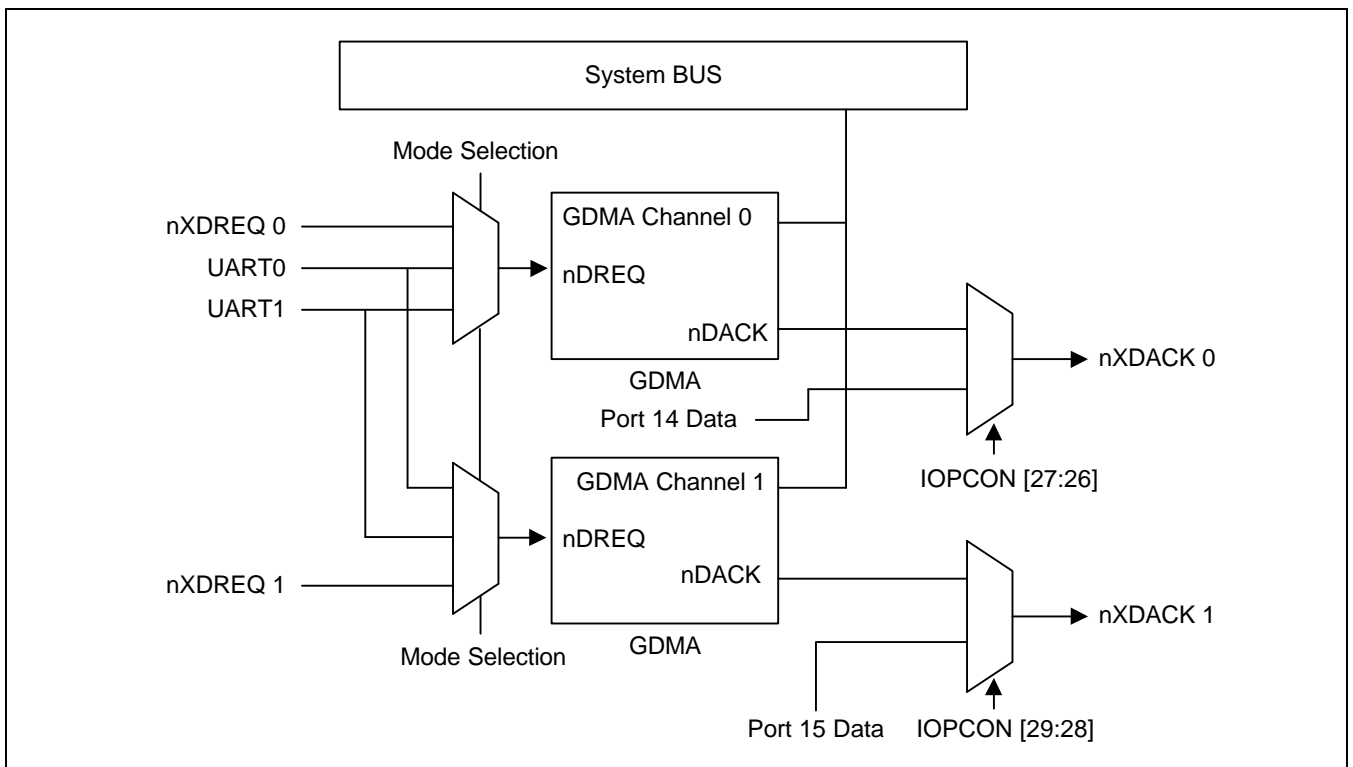 System BUS
Mode Selection
nXDREQ 0
UART0
UART1
GDMA Channel 0
nDREQ
nDACK
GDMA
Port 14 Data
nXDACK 0
IOPCON [27:26]
GDMA Channel 1
nDREQ
nDACK
GDMA
nXDREQ 1
Mode Selection
nXDACK 1
Port 15 Data
IOPCON [29:28]